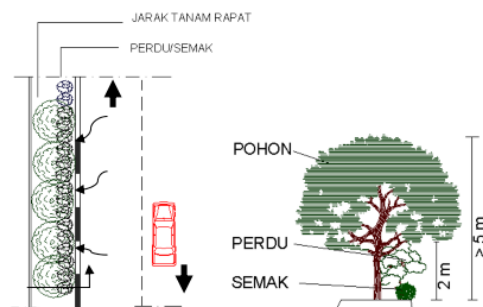 JARAK TANAM RAPAT
PERDU/SEMAK
POHON
PERDU
SEMAK
2 m
≥ 5 m